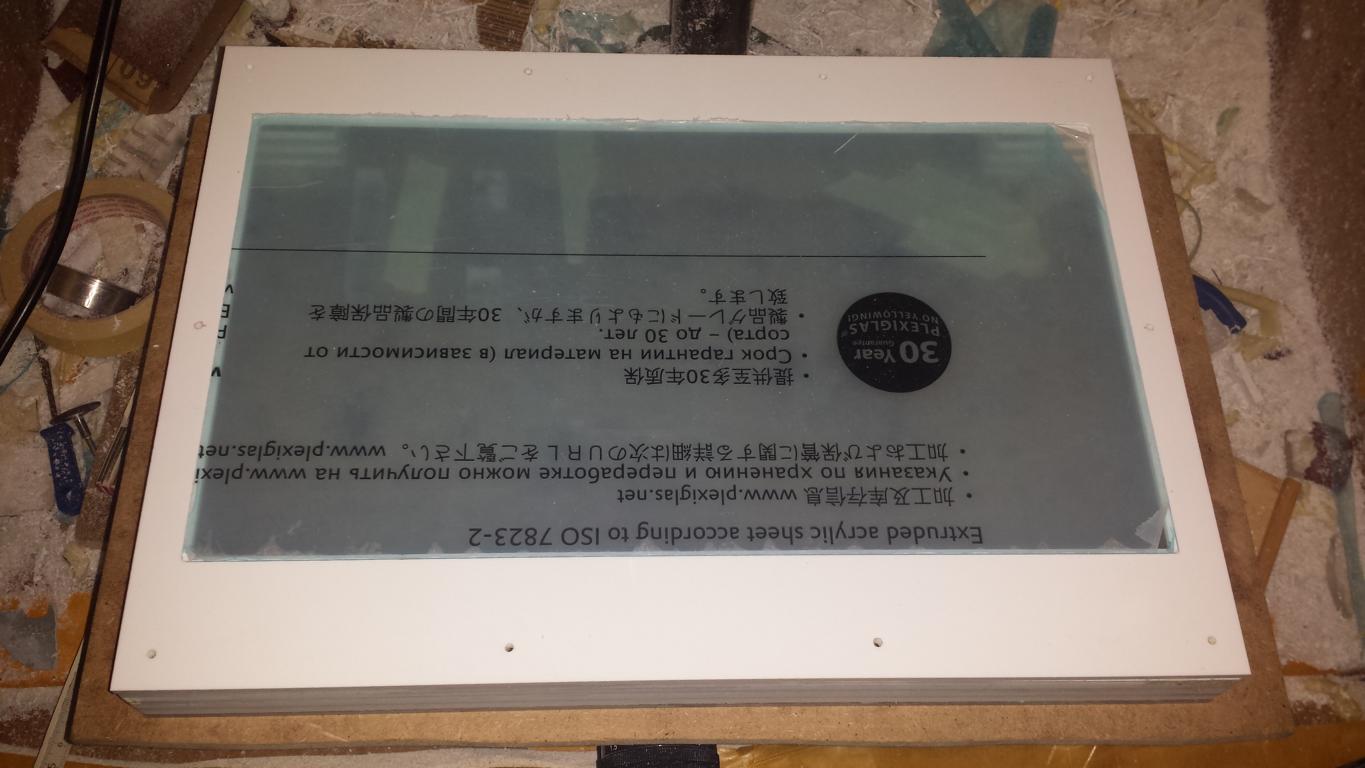 Extruded acrylic sheet according to ISO 7823-2
• 加工及库存信息 www.plexiglas.net
• Указания по хранению и переработке можно получить на www.plexi
• 加工および保管に関する詳細は次のＵＲＬをご覧下さい。 www.plexiglas.net
30 Year
Guarantee
PLEXIGLAS®
NO YELLOWING!
• 提供至多30年质保
• Срок гарантии на материал (в зависимости от
сорта) – до 30 лет.
• 製品グレードにもよりますが、30年間の製品保障を
致します。